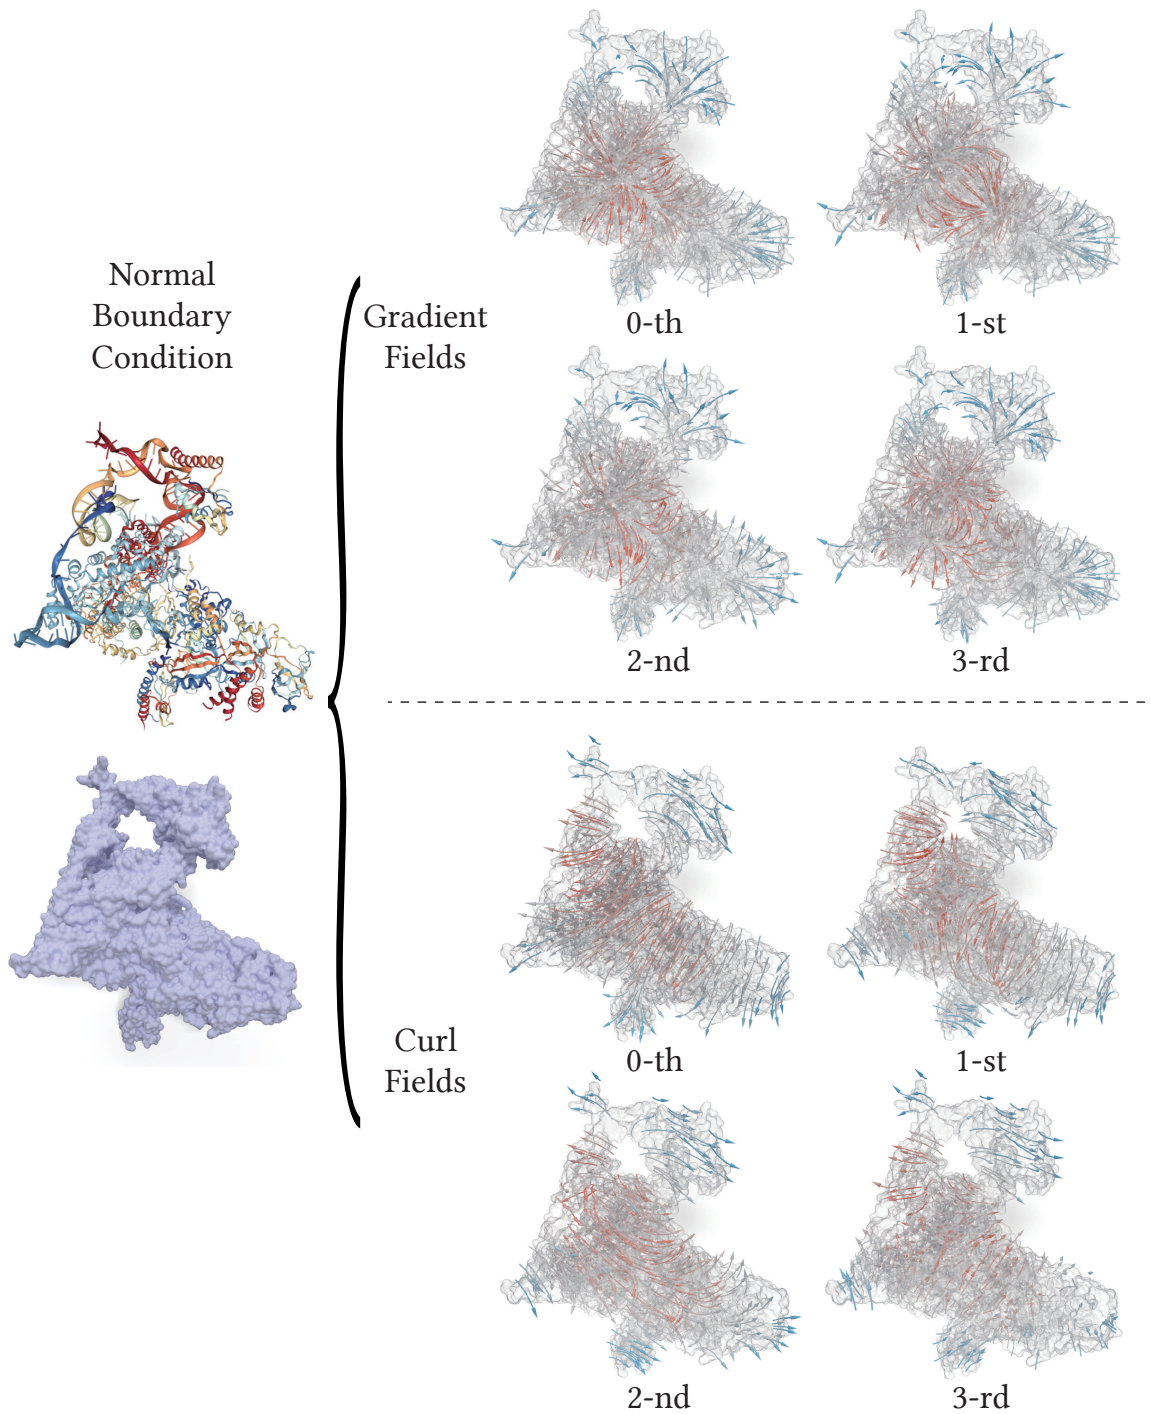 Normal
Boundary
Condition
Gradient
Fields
0-th
1-st
2-nd
3-rd
Curl
Fields
0-th
1-st
2-nd
3-rd